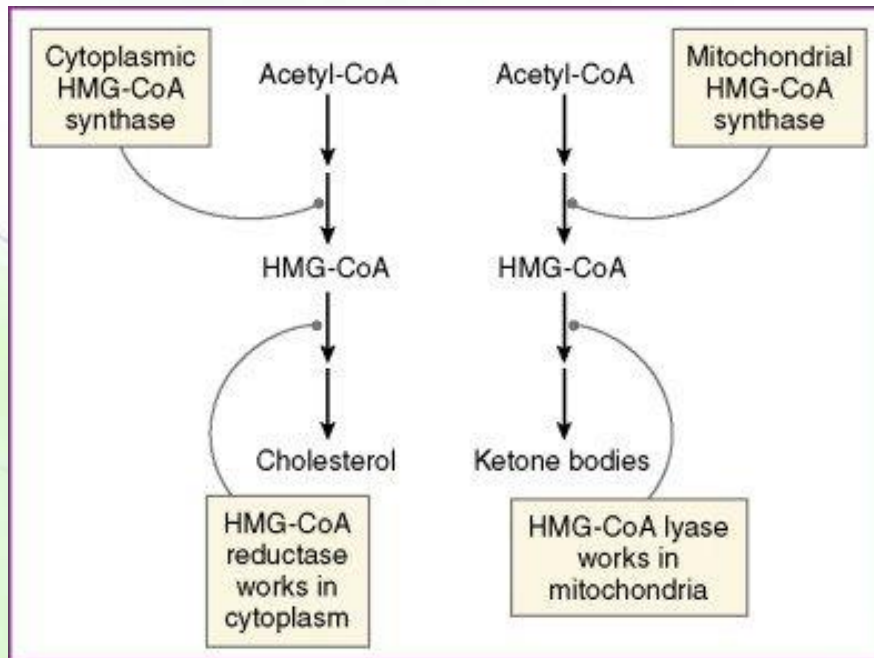 Cytoplasmic
HMG-CoA
synthase
Acetyl-CoA
Acetyl-CoA
Mitochondrial
HMG-CoA
synthase
HMG-CoA
HMG-CoA
Cholesterol
Ketone bodies
HMG-CoA
reductase
works in
cytoplasm
HMG-CoA lyase
works in
mitochondria